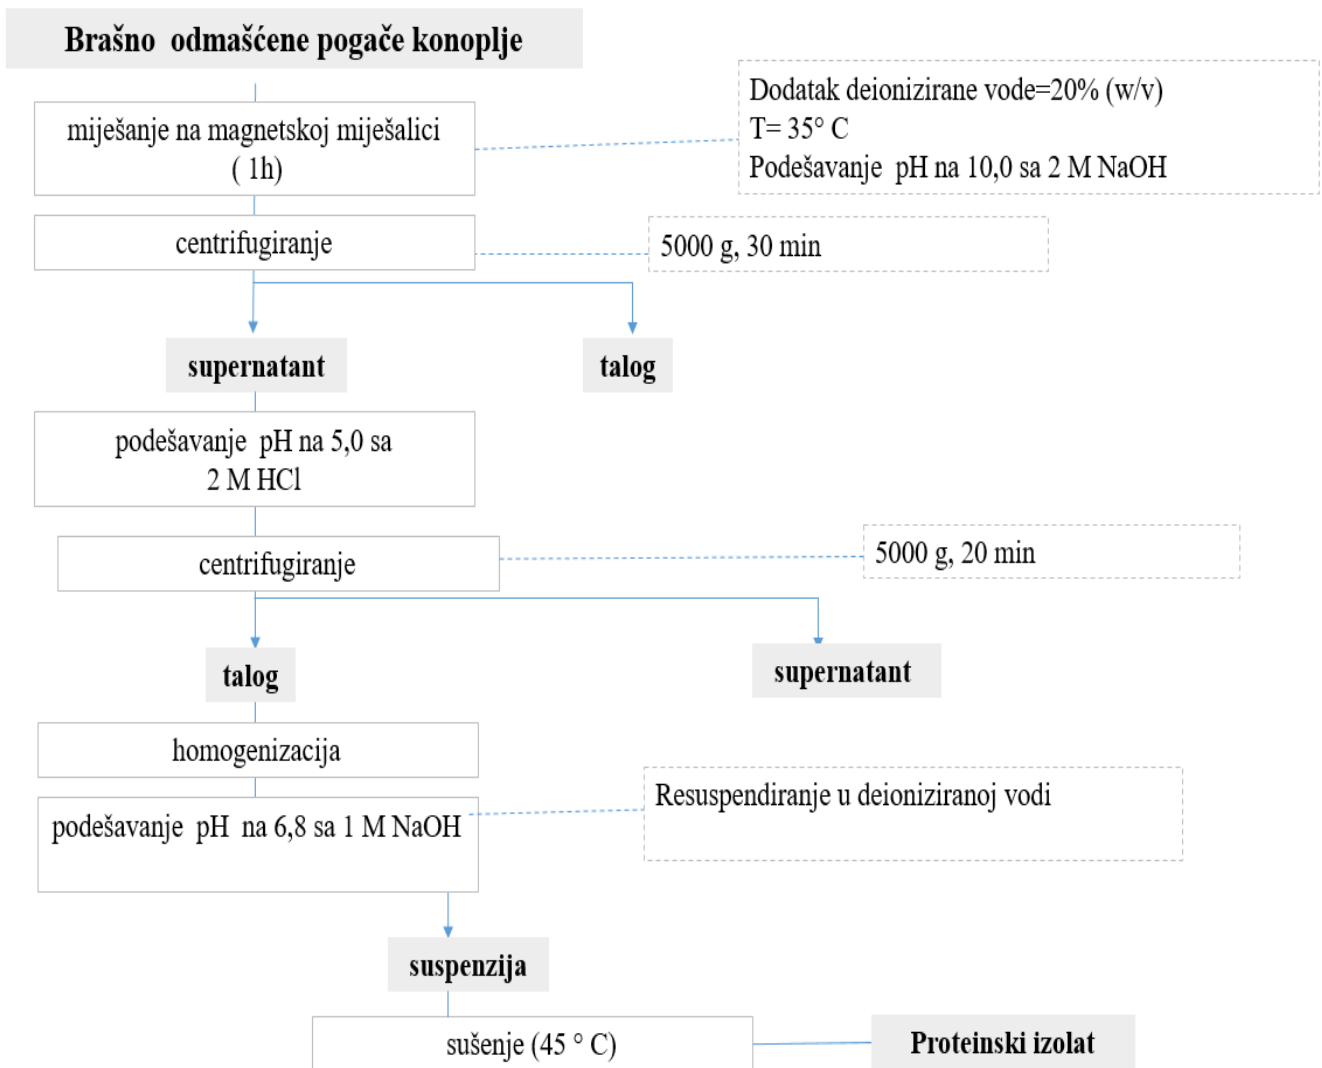 Brašno odmašćene pogače konoplje
miješanje na magnetskoj miješalici
( 1h)
Dodatak deionizirane vode=20% (w/v)
T= 35° C
Podešavanje pH na 10,0 sa 2 M NaOH
centrifugiranje
5000 g, 30 min
supernatant
talog
podešavanje pH na 5,0 sa
2 M HCl
centrifugiranje
5000 g, 20 min
talog
supernatant
homogenizacija
podešavanje pH na 6,8 sa 1 M NaOH
Resuspendiranje u deioniziranoj vodi
suspenzija
sušenje (45 ° C)
Proteinski izolat